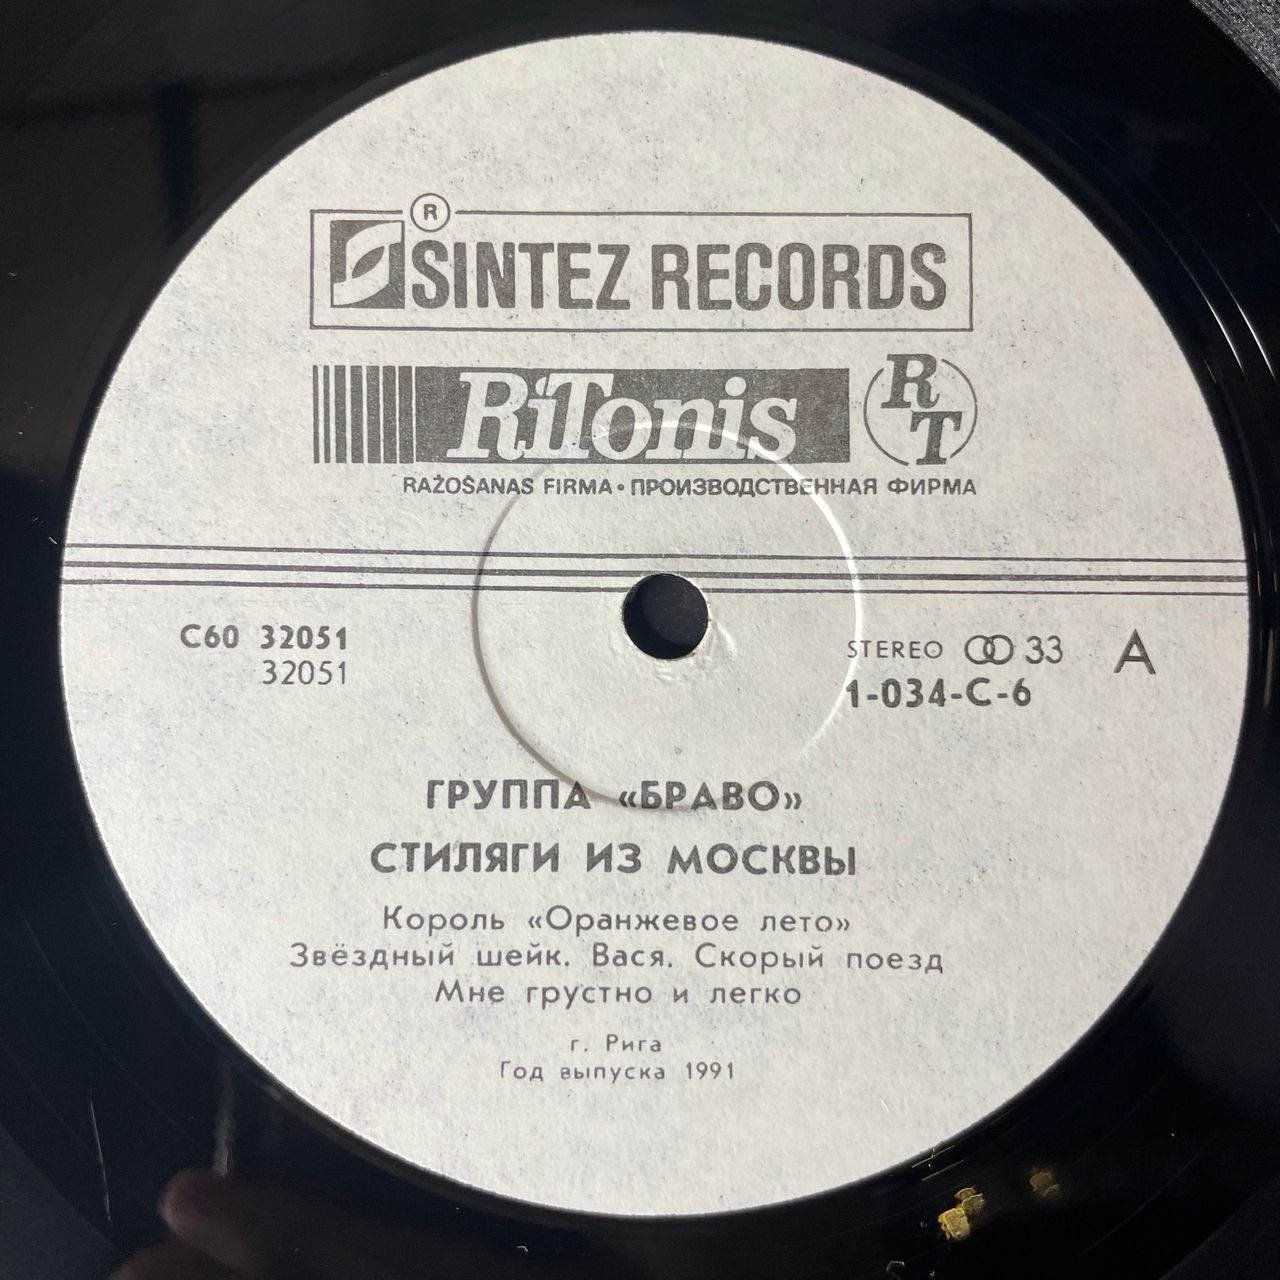 ®
SINTEZ RECORDS
RiTonis
RT
RAŽOŠANAS FIRMA • ПРОИЗВОДСТВЕННАЯ ФИРМА
С60 32051
32051
STEREO 33
1-034-С-6
A
ГРУППА «БРАВО»
СТИЛЯГИ ИЗ МОСКВЫ
Король «Оранжевое лето»
Звёздный шейк. Вася. Скорый поезд
Мне грустно и легко
г. Рига
Год выпуска 1991